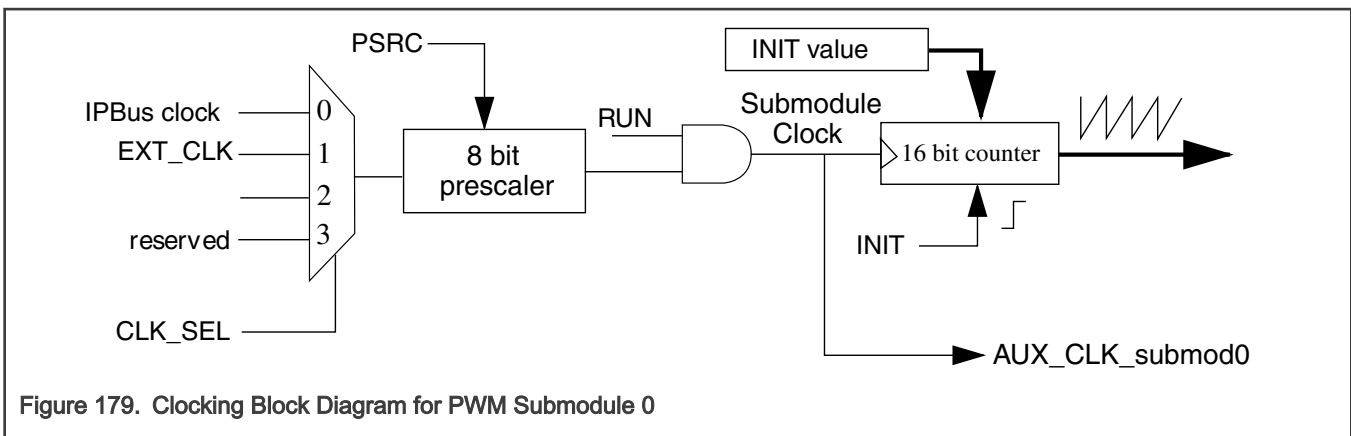 PSRC
INIT value
IPBus clock
0
EXT_CLK
1
2
reserved
3
8 bit
prescaler
RUN
Submodule
Clock
16 bit counter
INIT
CLK_SEL
AUX_CLK_submod0
Figure 179. Clocking Block Diagram for PWM Submodule 0